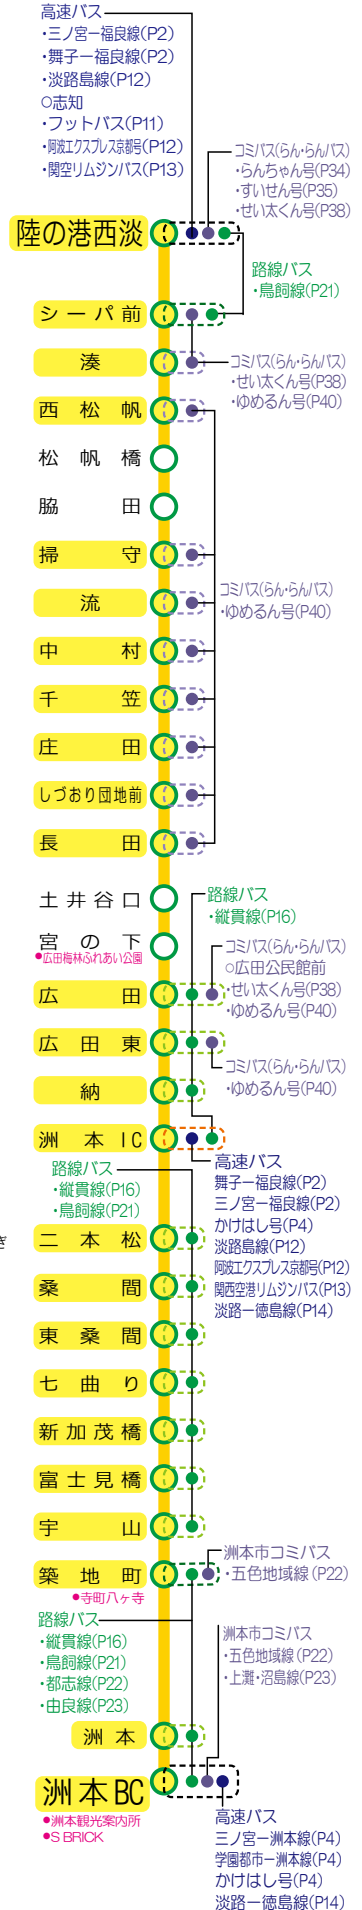 高速バス
・三ノ宮ー福良線(P2)
・舞子ー福良線(P2)
・淡路島線(P12)
○志知
・フットバス(P11)
・阿波エクスプレス京都号(P12)
・関空リムジンバス(P13)
コミバス(らん・らんバス)
・らんちゃん号(P34)
・すいせん号(P35)
・せい太くん号(P38)
陸の港西淡
路線バス
・鳥飼線(P21)
シーパ前
湊
コミバス(らん・らんバス)
・せい太くん号(P38)
・ゆめるん号(P40)
西松帆
松帆橋
脇田
掃守
流
コミバス(らん・らんバス)
・ゆめるん号(P40)
中村
千笠
庄田
しづおり団地前
長田
土井谷口
路線バス
・縦貫線(P16)
宮の下
●広田梅林ふれあい公園
コミバス(らん・らんバス)
○広田公民館前
・せい太くん号(P38)
・ゆめるん号(P40)
広田
広田東
コミバス(らん・らんバス)
・ゆめるん号(P40)
納
洲本IC
高速バス
舞子ー福良線(P2)
三ノ宮ー福良線(P2)
かけはし号(P4)
淡路島線(P12)
阿波エクスプレス京都号(P12)
関西空港リムジンバス(P13)
淡路ー徳島線(P14)
路線バス
・縦貫線(P16)
・鳥飼線(P21)
ぎ
二本松
桑間
東桑間
七曲り
新加茂橋
富士見橋
宇山
洲本市コミバス
・五色地域線(P22)
築地町
●寺町八ヶ寺
路線バス
・縦貫線(P16)
・鳥飼線(P21)
・都志線(P22)
・由良線(P23)
洲本市コミバス
・五色地域線(P22)
・上灘・沼島線(P23)
洲本
洲本BC
●洲本観光案内所
●S BRICK
高速バス
三ノ宮ー洲本線(P4)
学園都市ー洲本線(P4)
かけはし号(P4)
淡路ー徳島線(P14)